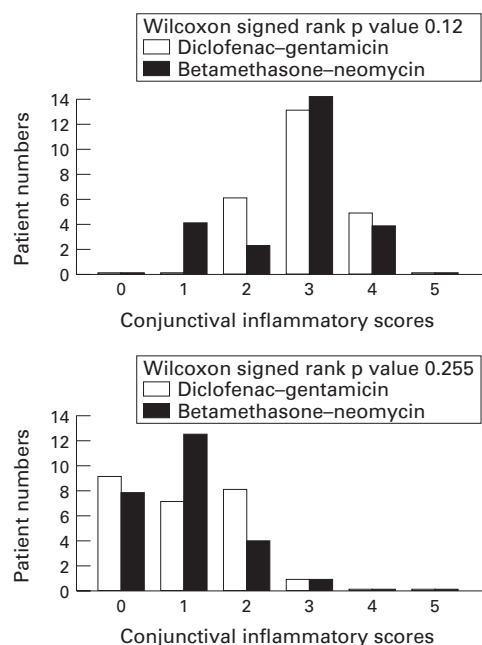 Wilcoxon signed rank p value 0.12
Diclofenac–gentamicin
Betamethasone–neomycin
Patient numbers
14
12
10
8
6
4
2
0
0 1 2 3 4 5
Conjunctival inflammatory scores
Wilcoxon signed rank p value 0.255
Diclofenac–gentamicin
Betamethasone–neomycin
Patient numbers
14
12
10
8
6
4
2
0
0 1 2 3 4 5
Conjunctival inflammatory scores